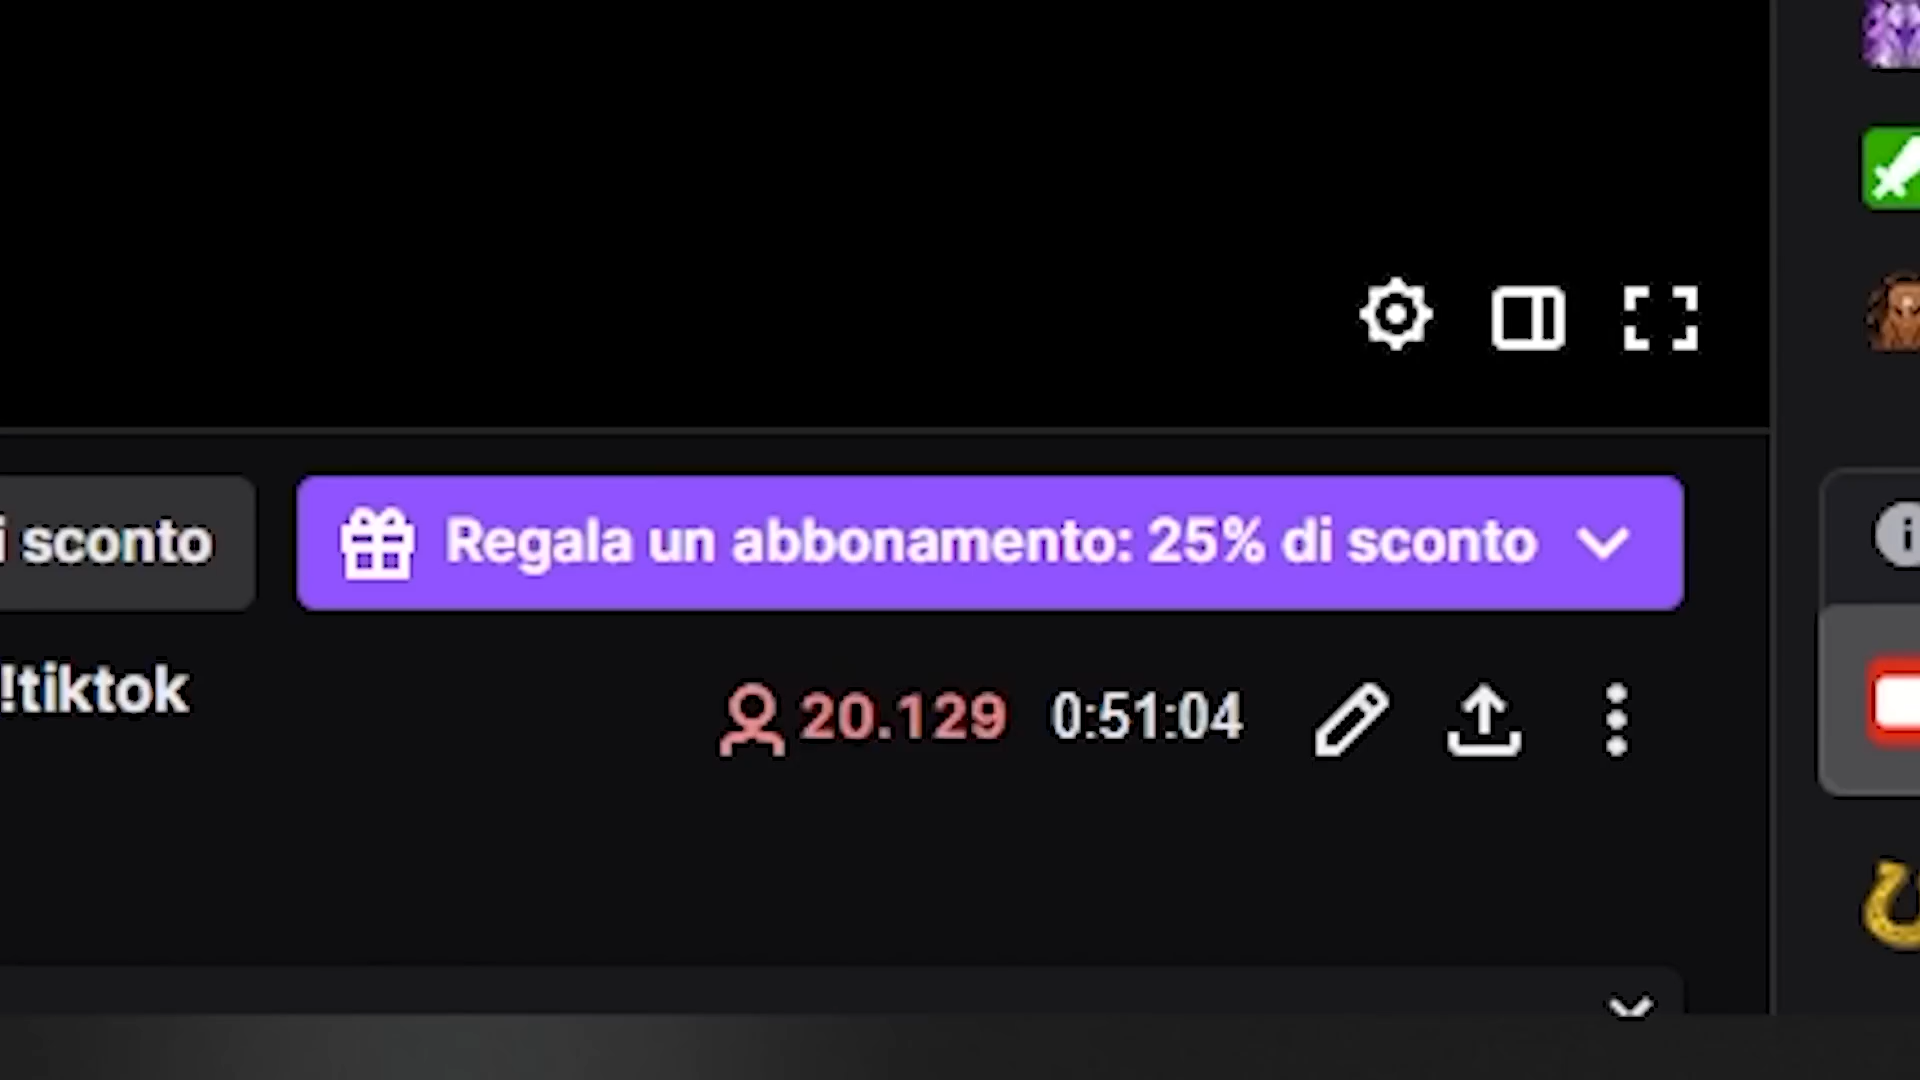 i sconto
Regala un abbonamento: 25% di sconto
!tiktok
20.129 0:51:04